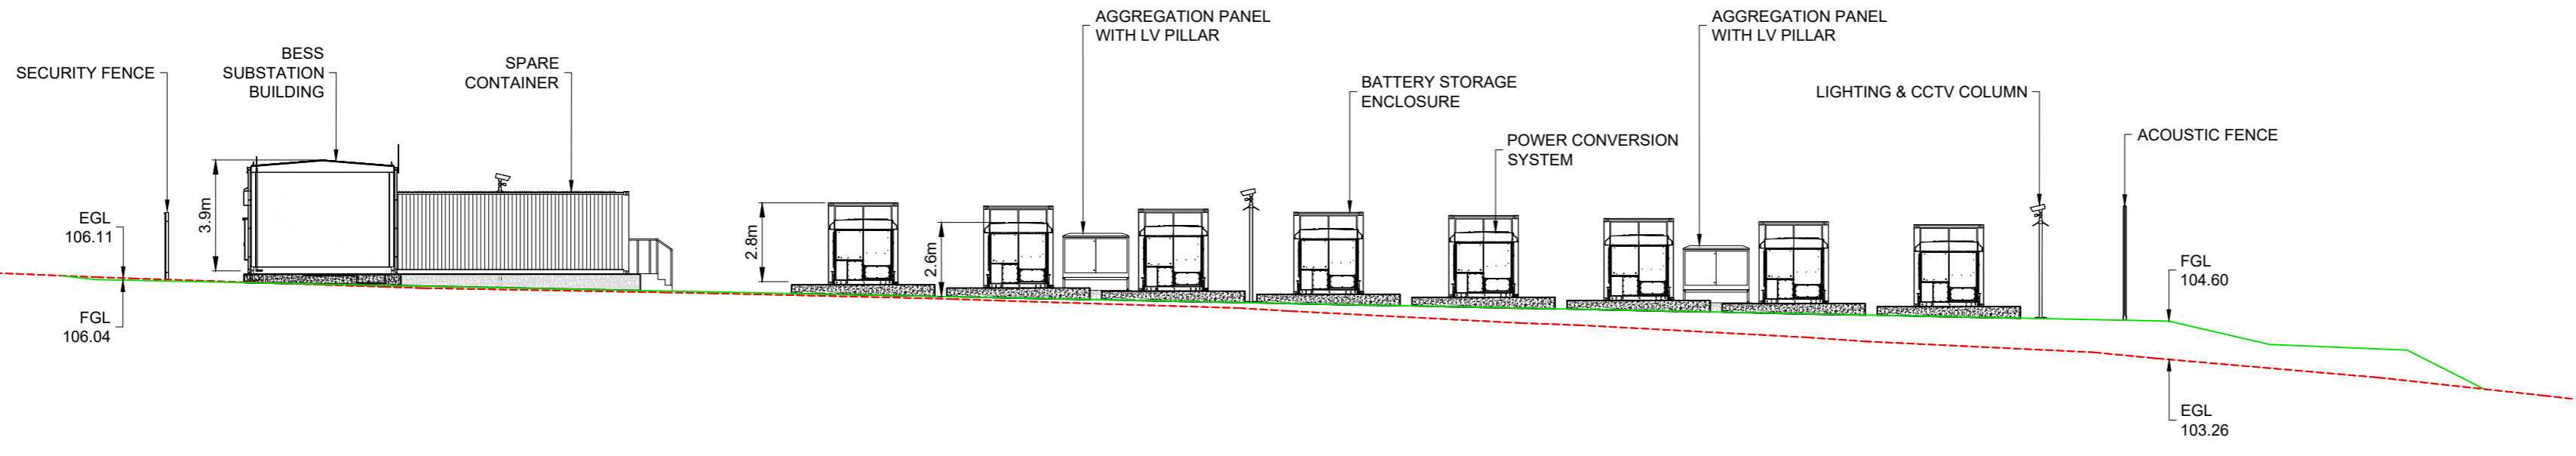 SECURITY FENCE
BESS
SUBSTATION
BUILDING
SPARE
CONTAINER
AGGREGATION PANEL
WITH LV PILLAR
BATTERY STORAGE
ENCLOSURE
POWER CONVERSION
SYSTEM
AGGREGATION PANEL
WITH LV PILLAR
LIGHTING & CCTV COLUMN
ACOUSTIC FENCE
EGL
106.11
FGL
106.04
3.9m
2.8m
2.6m
FGL
104.60
EGL
103.26